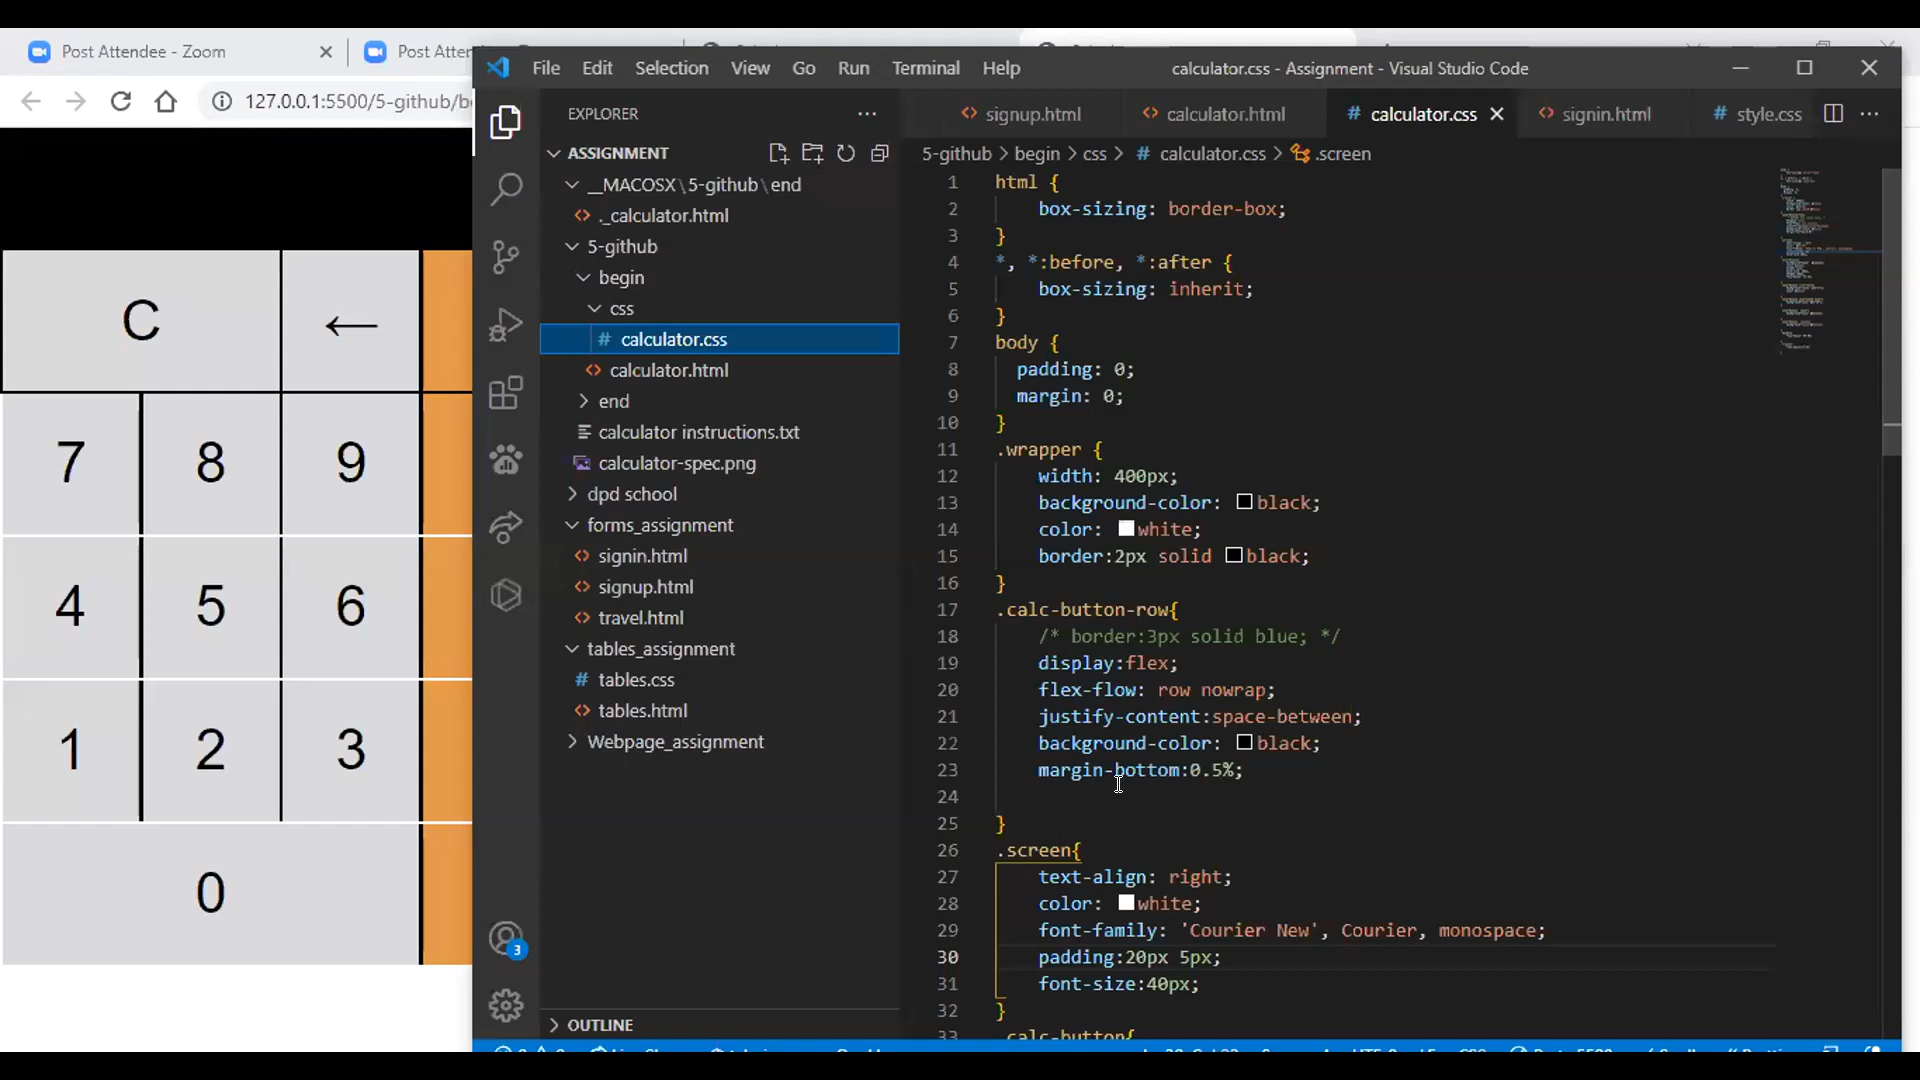 Post Attendee - Zoom
127.0.0.1:5500/5-github/b
C
←
7
8
9
4
5
6
1
2
3
0
File Edit Selection View Go Run Terminal Help
calculator.css - Assignment - Visual Studio Code
EXPLORER
ASSIGNMENT
__MACOSX\5-github\end
._calculator.html
5-github
begin
css
calculator.css
calculator.html
end
calculator instructions.txt
calculator-spec.png
dpd school
forms_assignment
signin.html
signup.html
travel.html
tables_assignment
tables.css
tables.html
Webpage_assignment
OUTLINE
3
signup.html calculator.html calculator.css signin.html style.css
5-github > begin > css > # calculator.css > .screen
1 html {
2 box-sizing: border-box;
3 }
4 *, *:before, *:after {
5 box-sizing: inherit;
6 }
7 body {
8 padding: 0;
9 margin: 0;
10 }
11 .wrapper {
12 width: 400px;
13 background-color: black;
14 color: white;
15 border:2px solid black;
16 }
17 .calc-button-row{
18 /* border:3px solid blue; */
19 display:flex;
20 flex-flow: row nowrap;
21 justify-content:space-between;
22 background-color: black;
23 margin-bottom:0.5%;
24
25 }
26 .screen{
27 text-align: right;
28 color: white;
29 font-family: 'Courier New', Courier, monospace;
30 padding:20px 5px;
31 font-size:40px;
32 }
33 .calc-button{